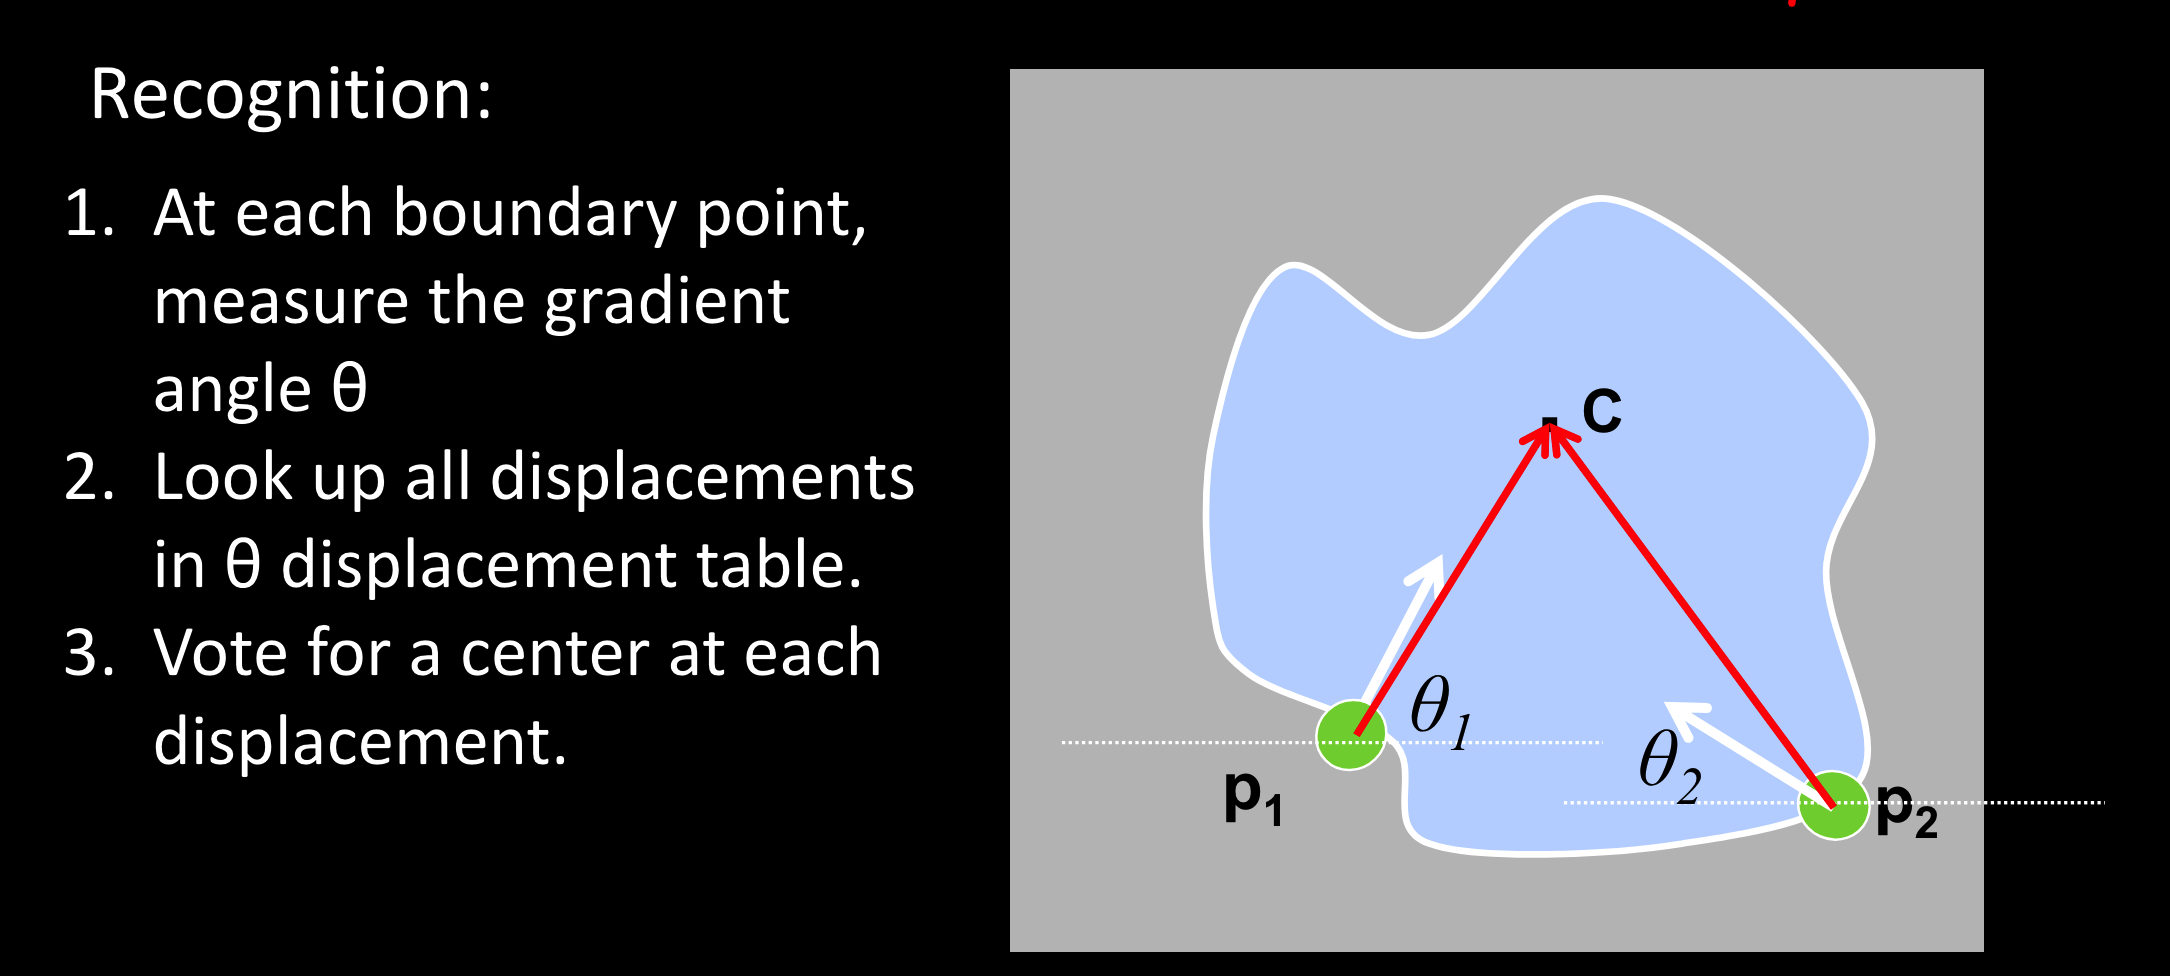 Recognition:
1. At each boundary point,
measure the gradient
angle θ
2. Look up all displacements
in θ displacement table.
3. Vote for a center at each
displacement.
C
θ1
θ2
p1
p2